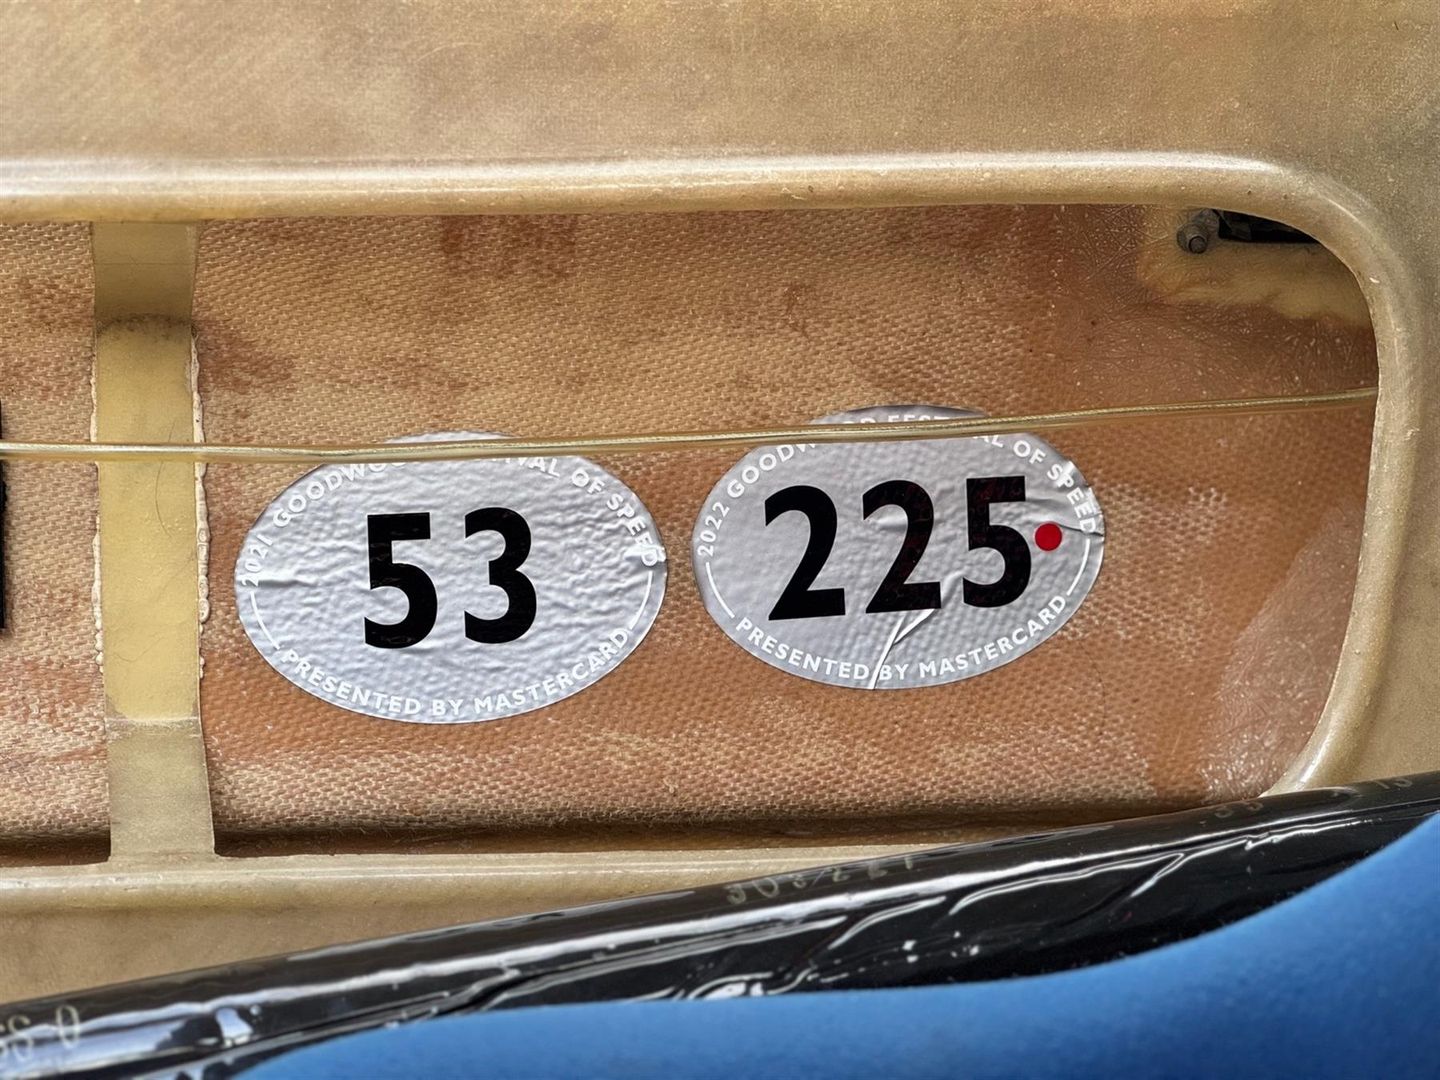 2021 GOODWOOD FESTIVAL OF SPEED
53
PRESENTED BY MASTERCARD
2022 GOODWOOD FESTIVAL OF SPEED
225
PRESENTED BY MASTERCARD